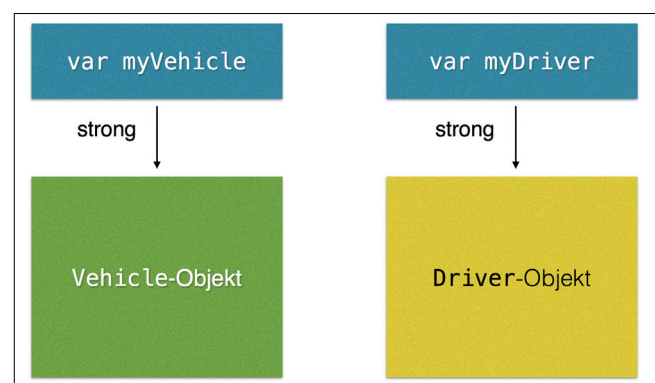 var myVehicle
var myDriver
strong
strong
Vehicle-Objekt
Driver-Objekt